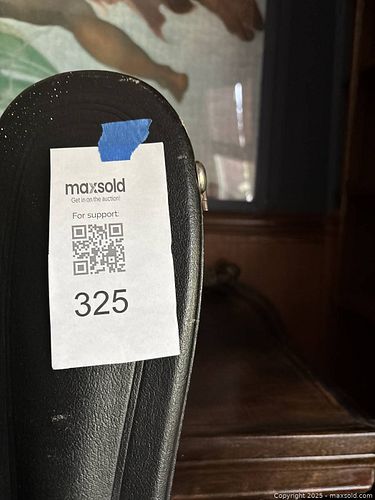 maxsold
Get in on the auction!
For support:
325
Copyright 2025 - maxsold.com